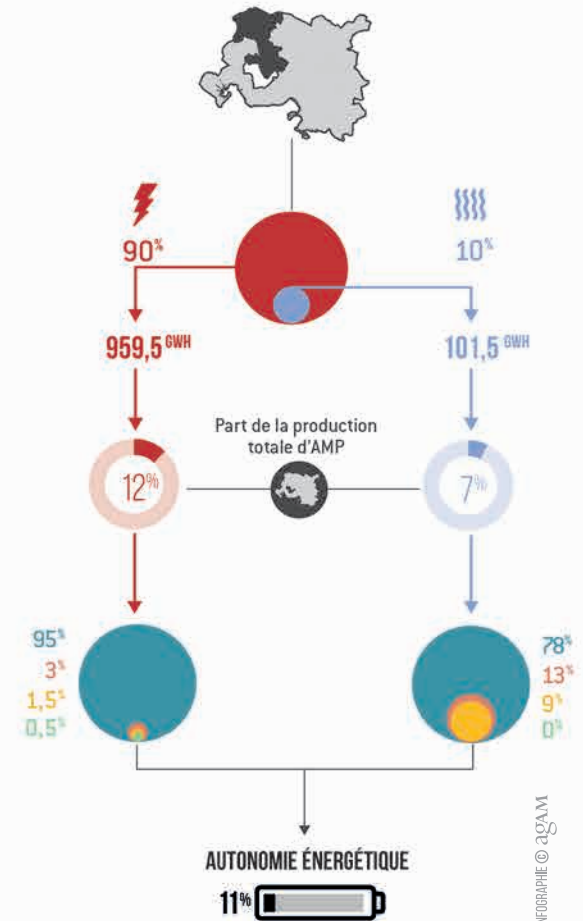 90%
10%
959,5 GWH
101,5 GWH
Part de la production
totale d'AMP
12%
7%
95%
3%
1,5%
0,5%
78%
13%
9%
0%
AUTONOMIE ÉNERGÉTIQUE
11%
INFOGRAPHIE © agAM